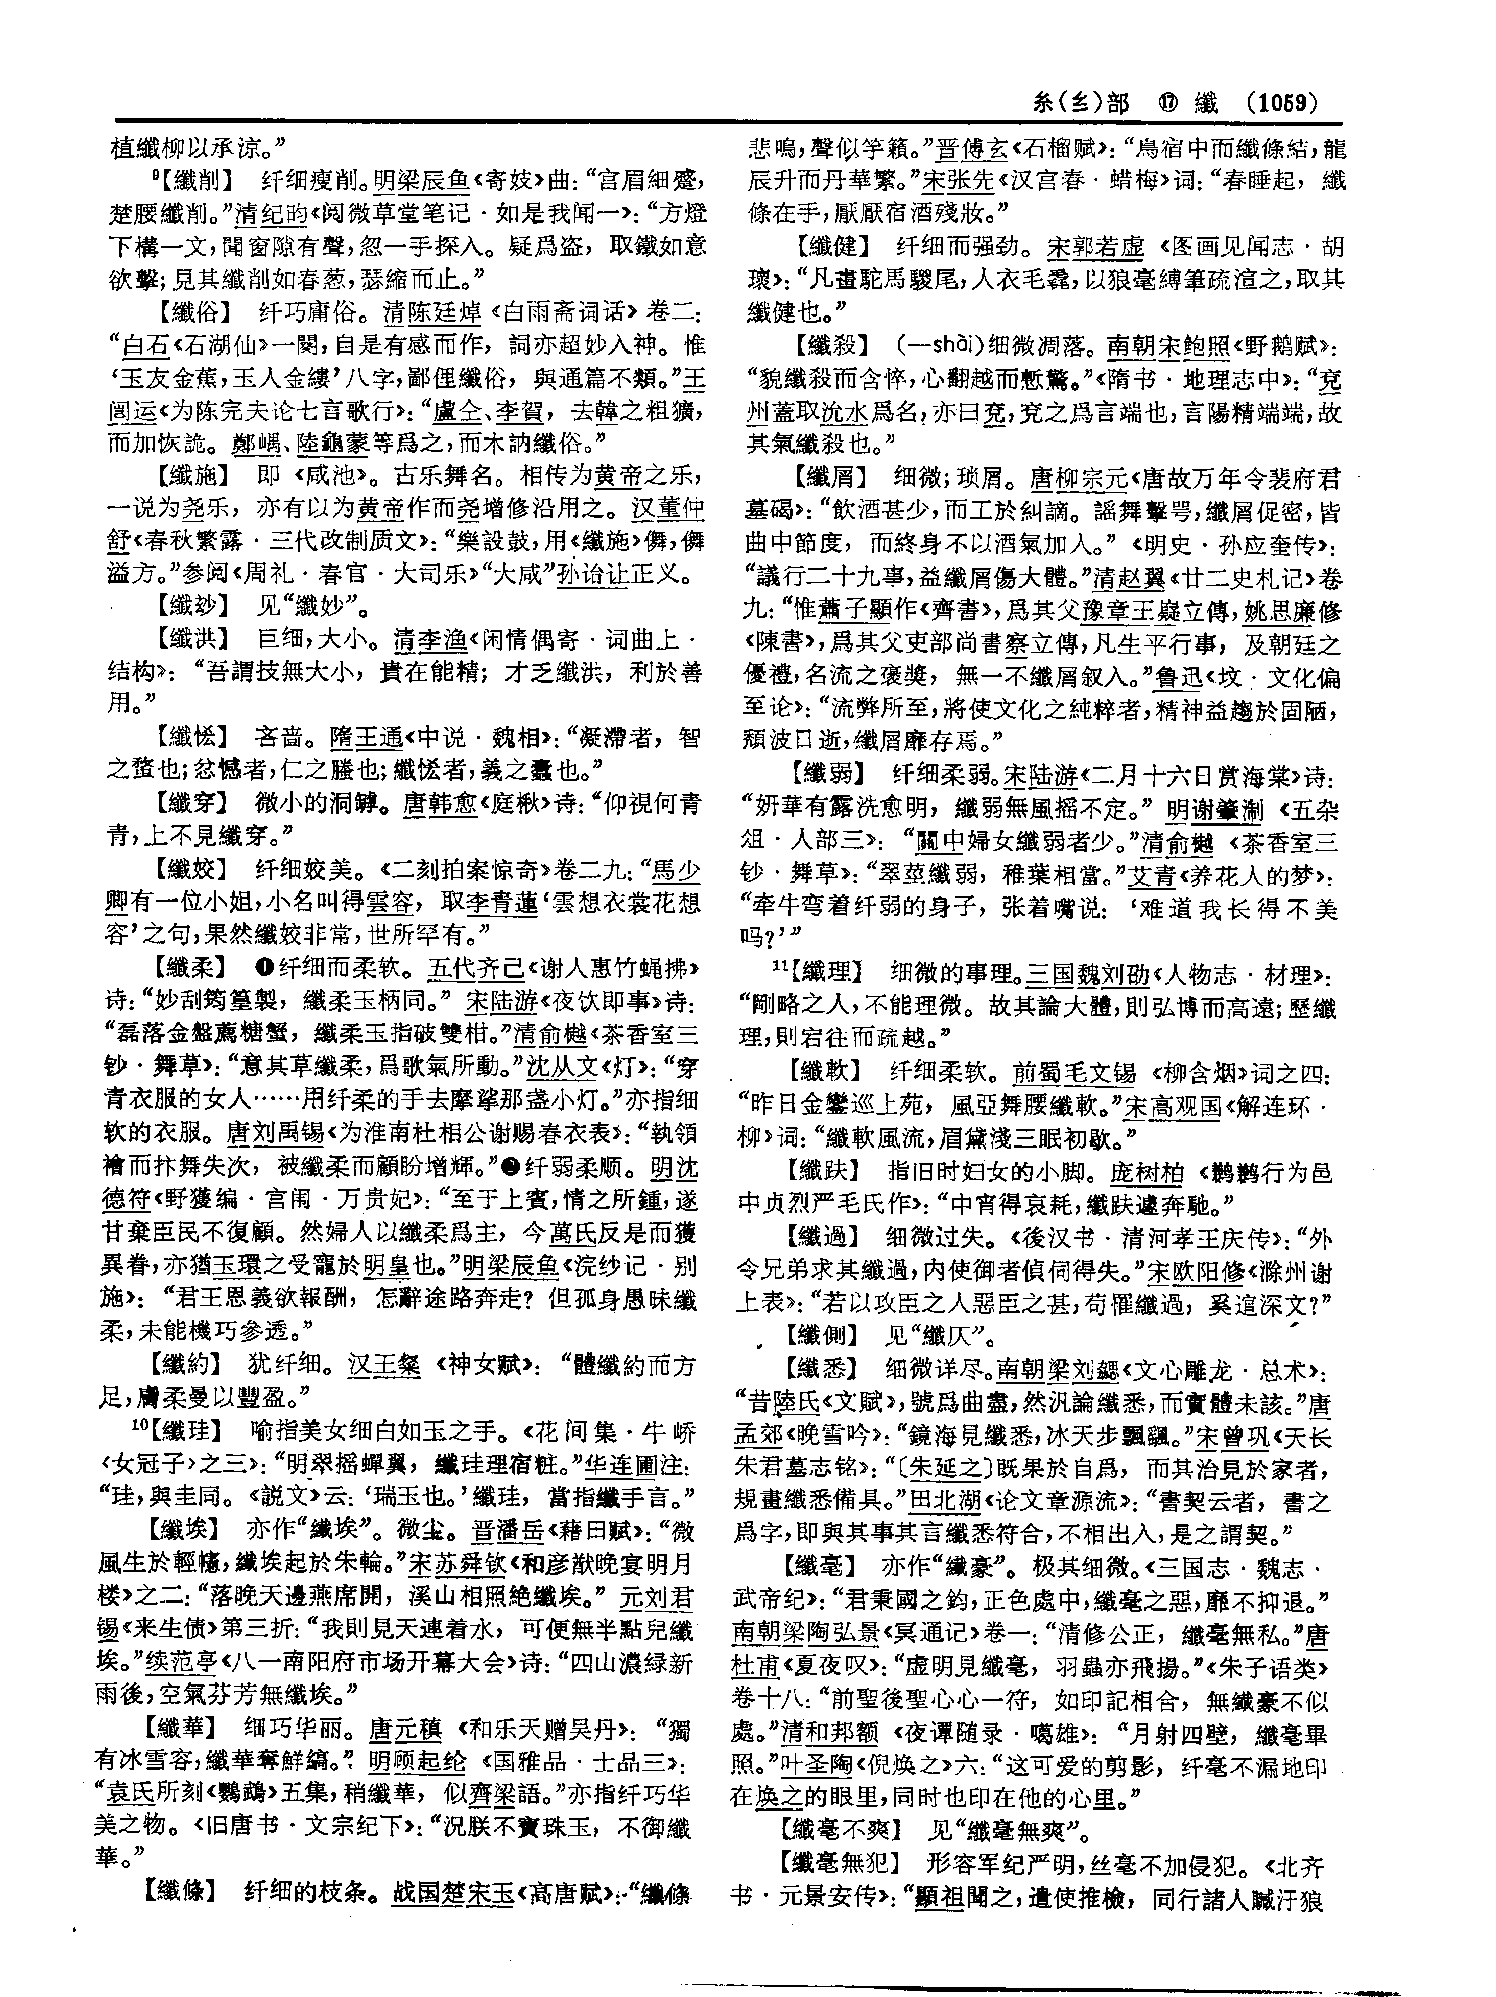 糸(纟)部 ⑰ 纖 (1059)
植纖柳以承涼。”
⁹【纖削】 纤细瘦削。明梁辰鱼《寄妓》曲：“宫眉細蹙，
楚腰纖削。”清纪昀《阅微草堂笔记·如是我闻一》：“方燈
下構一文，聞窗隙有聲，忽一手探入。疑爲盗，取鐵如意
欲擊；見其纖削如春葱，瑟縮而止。”
【纖俗】 纤巧庸俗。清陈廷焯《白雨斋词话》卷二：
“白石《石湖仙》一闋，自是有感而作，詞亦超妙入神。惟
‘玉友金蕉，玉人金縷’八字，鄙俚纖俗，與通篇不類。”王
闿运《为陈完夫论七言歌行》：“盧仝、李賀，去韓之粗獷，
而加恢詭。鄭嵎、陸龜蒙等爲之，而木訥纖俗。”
【纖施】 即《咸池》。古乐舞名。相传为黄帝之乐，
一说为尧乐，亦有以为黄帝作而尧增修沿用之。汉董仲
舒《春秋繁露·三代改制质文》：“樂設鼓，用《纖施》儛，儛
溢方。”参阅《周礼·春官·大司乐》“大咸”孙诒让正义。
【纖玅】 见“纖妙”。
【纖洪】 巨细，大小。清李渔《闲情偶寄·词曲上·
结构》：“吾謂技無大小，貴在能精；才乏纖洪，利於善
用。”
【纖恡】 吝啬。隋王通《中说·魏相》：“凝滯者，智
之蝥也；忿憾者，仁之螣也；纖恡者，義之蠹也。”
【纖穿】 微小的洞罅。唐韩愈《庭楸》诗：“仰視何青
青，上不見纖穿。”
【纖姣】 纤细姣美。《二刻拍案惊奇》卷二九：“馬少
卿有一位小姐，小名叫得雲容，取李青蓮‘雲想衣裳花想
容’之句，果然纖姣非常，世所罕有。”
【纖柔】 ❶纤细而柔软。五代齐己《谢人惠竹蝇拂》
诗：“妙刮筠篁製，纖柔玉柄同。”宋陆游《夜饮即事》诗：
“磊落金盤薦糖蟹，纖柔玉指破雙柑。”清俞樾《茶香室三
钞·舞草》：“意其草纖柔，爲歌氣所動。”沈从文《灯》：“穿
青衣服的女人……用纤柔的手去摩挲那盏小灯。”亦指细
软的衣服。唐刘禹锡《为淮南杜相公谢赐春衣表》：“執領
襘而抃舞失次，被纖柔而顧盼增輝。”❷纤弱柔顺。明沈
德符《野獲编·宫闱·万贵妃》：“至于上賓，情之所鍾，遂
甘棄臣民不復顧。然婦人以纖柔爲主，今萬氏反是而獲
異眷，亦猶玉環之受寵於明皇也。”明梁辰鱼《浣纱记·别
施》：“君王恩義欲報酬，怎辭途路奔走？但孤身愚昧纖
柔，未能機巧參透。”
【纖約】 犹纤细。汉王粲《神女赋》：“體纖約而方
足，膚柔曼以豐盈。”
¹⁰【纖珪】 喻指美女细白如玉之手。《花间集·牛峤
〈女冠子〉之三》：“明翠摇蟬翼，纖珪理宿粧。”华连圃注：
“珪，與圭同。《説文》云：‘瑞玉也。’纖珪，當指纖手言。”
【纖埃】 亦作“纎埃”。微尘。晋潘岳《藉田赋》：“微
風生於輕幰，纖埃起於朱輪。”宋苏舜钦《和彦猷晚宴明月
楼》之二：“落晚天邊燕席開，溪山相照絶纖埃。”元刘君
锡《来生债》第三折：“我則見天連着水，可便無半點兒纖
埃。”续范亭《八一南阳府市场开幕大会》诗：“四山濃緑新
雨後，空氣芬芳無纖埃。”
【纖華】 细巧华丽。唐元稹《和乐天赠吴丹》：“獨
有冰雪容，纖華奪鮮縞。”明顾起纶《国雅品·士品三》：
“袁氏所刻《鸚鵡》五集，稍纖華，似齊梁語。”亦指纤巧华
美之物。《旧唐书·文宗纪下》：“況朕不寶珠玉，不御纖
華。”
【纖條】 纤细的枝条。战国楚宋玉《高唐赋》：“纖條
悲鳴，聲似竽籟。”晋傅玄《石榴赋》：“鳥宿中而纖條結，龍
辰升而丹華繁。”宋张先《汉宫春·蜡梅》词：“春睡起，纖
條在手，厭厭宿酒殘妝。”
【纖健】 纤细而强劲。宋郭若虚《图画见闻志·胡
瓌》：“凡畫駝馬騣尾，人衣毛毳，以狼毫縛筆疏渲之，取其
纖健也。”
【纖殺】 (—shài)细微凋落。南朝宋鲍照《野鹅赋》：
“貌纖殺而含悴，心翻越而慙驚。”《隋书·地理志中》：“兗
州蓋取沇水爲名，亦曰兗，兗之爲言端也，言陽精端端，故
其氣纖殺也。”
【纖屑】 细微；琐屑。唐柳宗元《唐故万年令裴府君
墓碣》：“飲酒甚少，而工於糾謫。謡舞擊咢，纖屑促密，皆
曲中節度，而終身不以酒氣加人。”《明史·孙应奎传》：
“議行二十九事，益纖屑傷大體。”清赵翼《廿二史札记》卷
九：“惟蕭子顯作《齊書》，爲其父豫章王嶷立傳，姚思廉修
《陳書》，爲其父吏部尚書察立傳，凡生平行事，及朝廷之
優禮，名流之褒奬，無一不纖屑叙入。”鲁迅《坟·文化偏
至论》：“流弊所至，將使文化之純粹者，精神益趨於固陋，
頹波日逝，纖屑靡存焉。”
【纖弱】 纤细柔弱。宋陆游《二月十六日赏海棠》诗：
“妍華有露洗愈明，纖弱無風摇不定。”明谢肇淛《五杂
俎·人部三》：“閩中婦女纖弱者少。”清俞樾《茶香室三
钞·舞草》：“翠莖纖弱，稚葉相當。”艾青《养花人的梦》：
“牵牛弯着纤弱的身子，张着嘴说：‘难道我长得不美
吗？’”
¹¹【纖理】 细微的事理。三国魏刘劭《人物志·材理》：
“剛略之人，不能理微。故其論大體，則弘博而高遠；歷纖
理，則宕往而疏越。”
【纖軟】 纤细柔软。前蜀毛文锡《柳含烟》词之四：
“昨日金鑾巡上苑，風亞舞腰纖軟。”宋高观国《解连环·
柳》词：“纖軟風流，眉黛淺三眠初歇。”
【纖趺】 指旧时妇女的小脚。庞树柏《鹣鹣行为邑
中贞烈严毛氏作》：“中宵得哀耗，纖趺遽奔馳。”
【纖過】 细微过失。《後汉书·清河孝王庆传》：“外
令兄弟求其纖過，内使御者偵伺得失。”宋欧阳修《滁州谢
上表》：“若以攻臣之人惡臣之甚，苟罹纖過，奚逭深文？”
【纖側】 见“纖仄”。
【纖悉】 细微详尽。南朝梁刘勰《文心雕龙·总术》：
“昔陸氏《文賦》，號爲曲盡，然汎論纖悉，而實體未該。”唐
孟郊《晚雪吟》：“鏡海見纖悉，冰天步飄飄。”宋曾巩《天长
朱君墓志铭》：“〔朱延之〕既果於自爲，而其治見於家者，
規畫纖悉備具。”田北湖《论文章源流》：“書契云者，書之
爲字，即與其事其言纖悉符合，不相出入，是之謂契。”
【纖毫】 亦作“纖豪”。极其细微。《三国志·魏志·
武帝纪》：“君秉國之鈞，正色處中，纖毫之惡，靡不抑退。”
南朝梁陶弘景《冥通记》卷一：“清修公正，纖毫無私。”唐
杜甫《夏夜叹》：“虚明見纖毫，羽蟲亦飛揚。”《朱子语类》
卷十八：“前聖後聖心心一符，如印記相合，無纖豪不似
處。”清和邦额《夜谭随录·噶雄》：“月射四壁，纖毫畢
照。”叶圣陶《倪焕之》六：“这可爱的剪影，纤毫不漏地印
在焕之的眼里，同时也印在他的心里。”
【纖毫不爽】 见“纖毫無爽”。
【纖毫無犯】 形容军纪严明，丝毫不加侵犯。《北齐
书·元景安传》：“顯祖聞之，遣使推檢，同行諸人贓汙狼